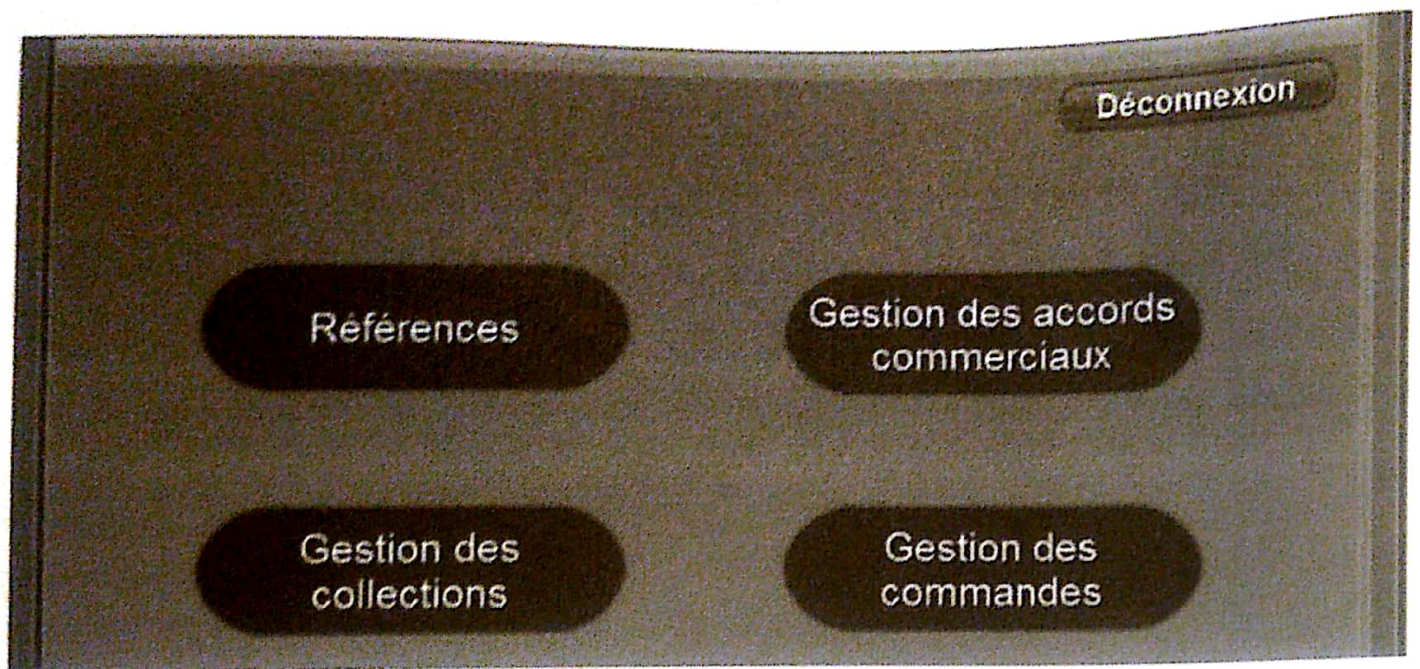 Déconnexion
Références
Gestion des accords
commerciaux
Gestion des
collections
Gestion des
commandes